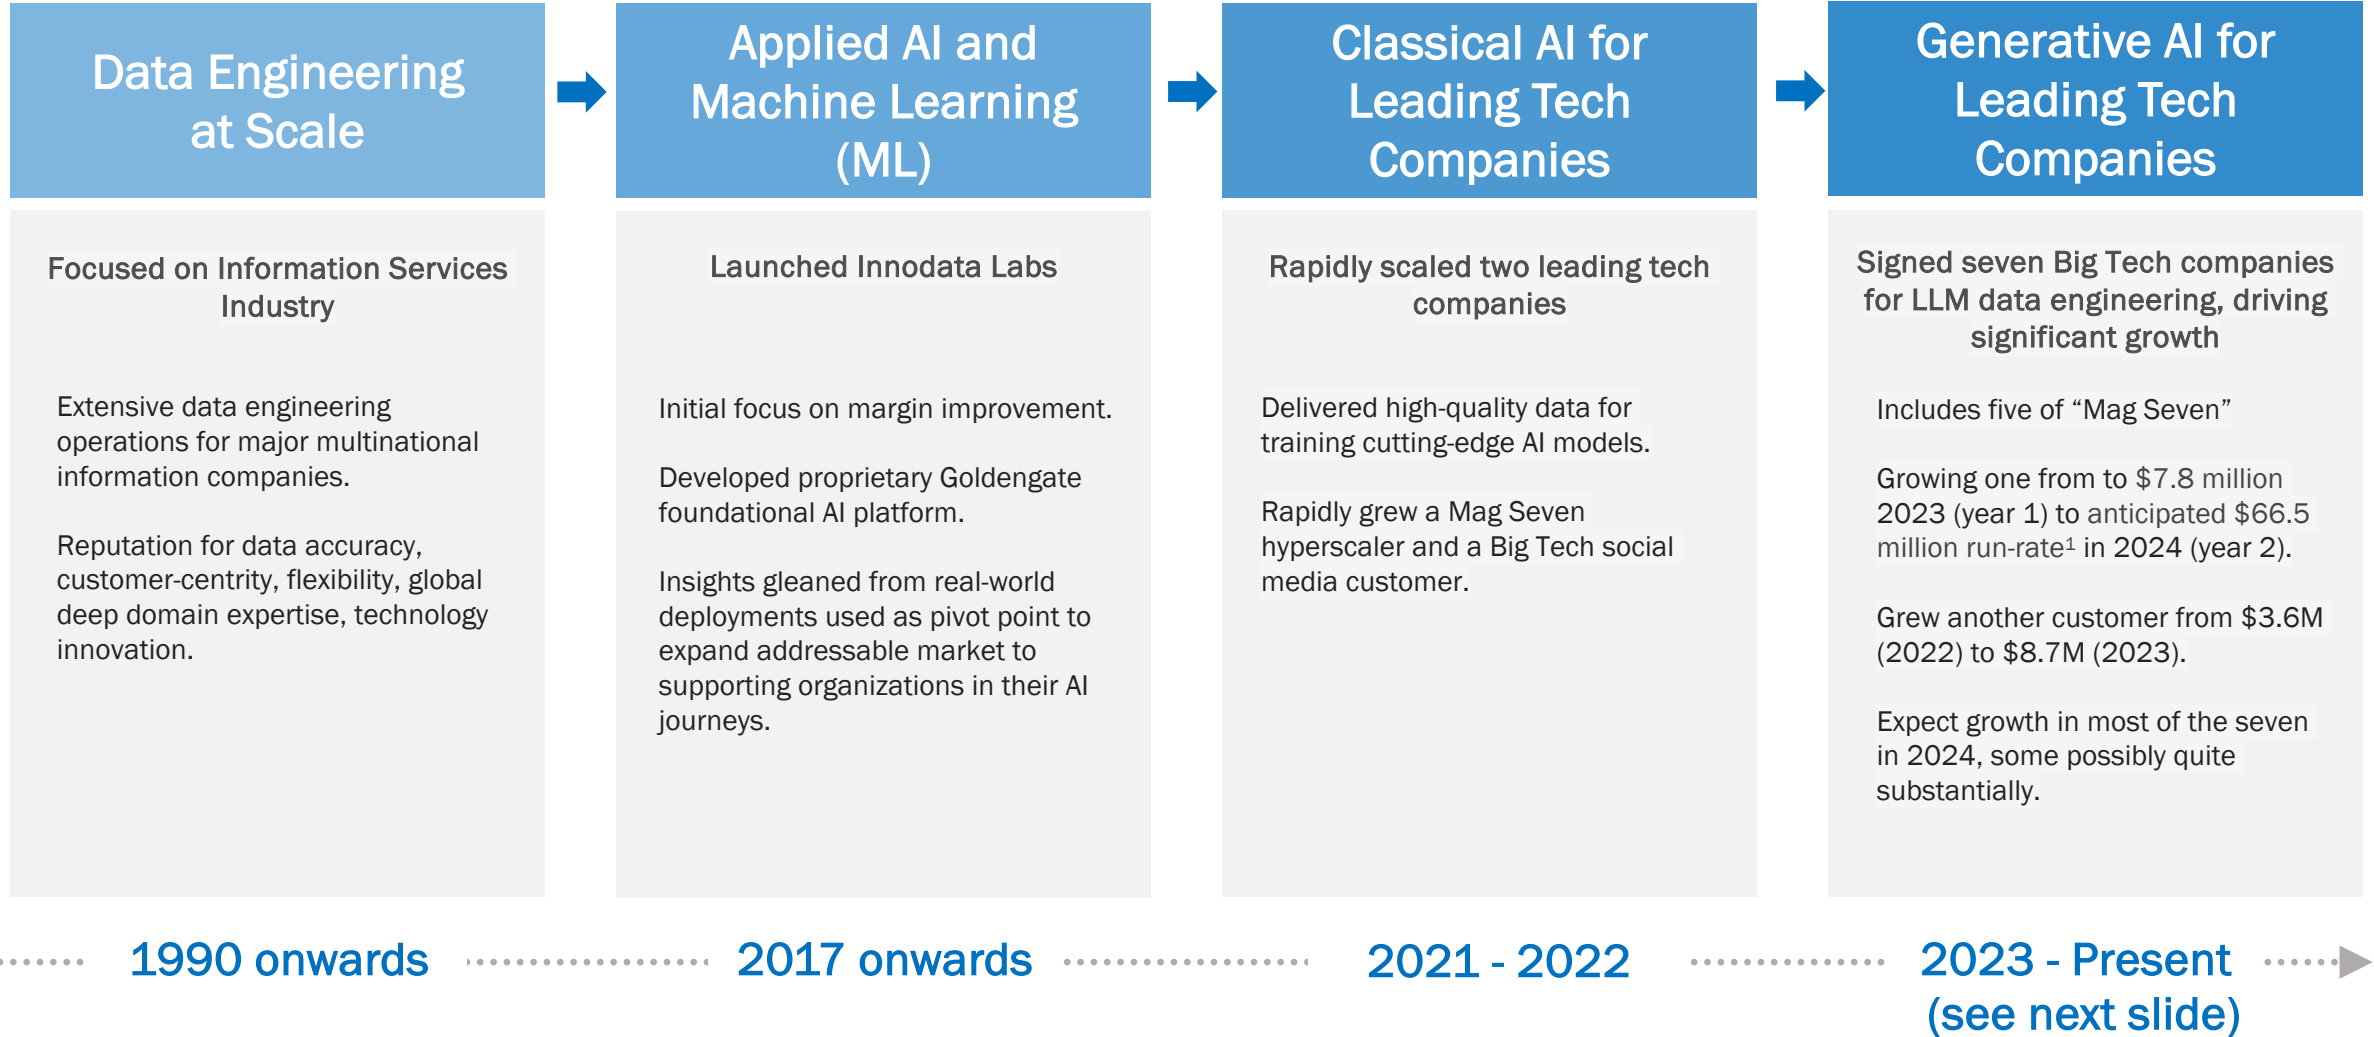 Data Engineering
at Scale
Focused on Information Services
Industry
Extensive data engineering
operations for major multinational
information companies.
Reputation for data accuracy,
customer-centrity, flexibility, global
deep domain expertise, technology
innovation.
1990 onwards
Applied AI and
Machine Learning
(ML)
Launched Innodata Labs
Initial focus on margin improvement.
Developed proprietary Goldengate
foundational AI platform.
Insights gleaned from real-world
deployments used as pivot point to
expand addressable market to
supporting organizations in their AI
journeys.
2017 onwards
Classical AI for
Leading Tech
Companies
Rapidly scaled two leading tech
companies
Delivered high-quality data for
training cutting-edge AI models.
Rapidly grew a Mag Seven
hyperscaler and a Big Tech social
media customer.
2021 - 2022
Generative AI for
Leading Tech
Companies
Signed seven Big Tech companies
for LLM data engineering, driving
significant growth
Includes five of “Mag Seven”
Growing one from to $7.8 million
2023 (year 1) to anticipated $66.5
million run-rate¹ in 2024 (year 2).
Grew another customer from $3.6M
(2022) to $8.7M (2023).
Expect growth in most of the seven
in 2024, some possibly quite
substantially.
2023 - Present
(see next slide)